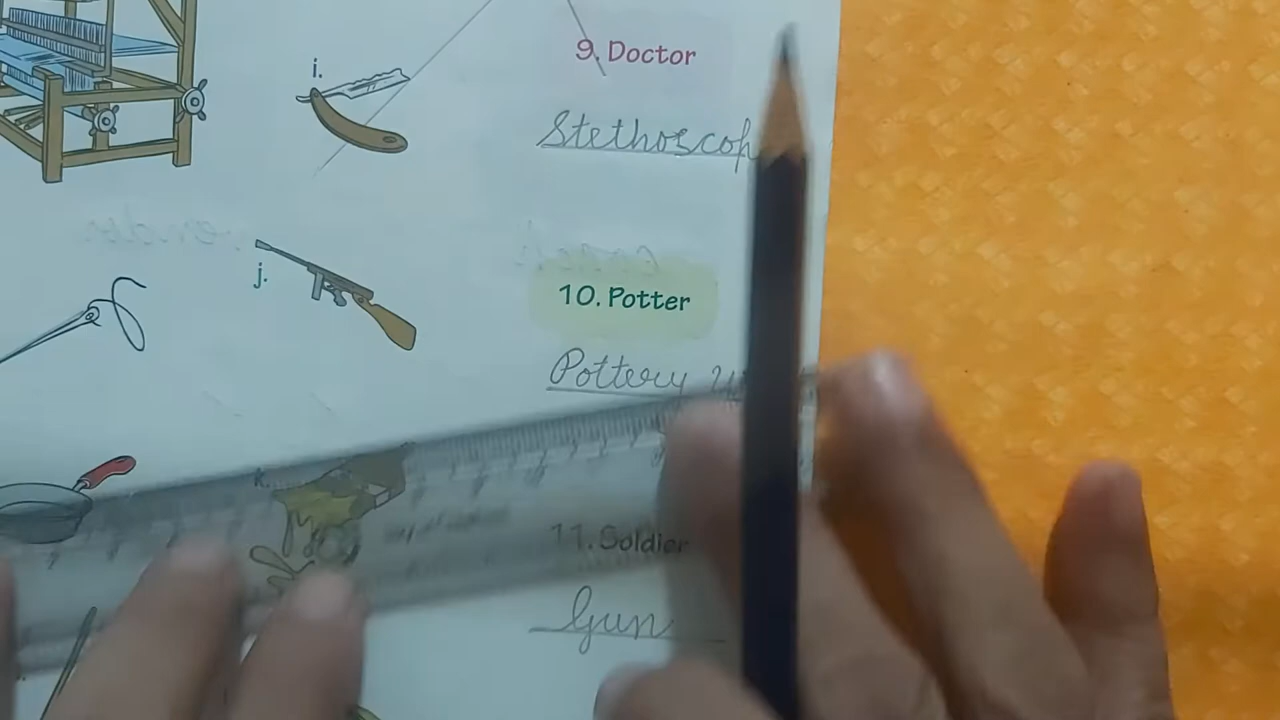 i.
9. Doctor
Stethoscop
j.
10. Potter
Pottery
k.
11. Soldier
Gun